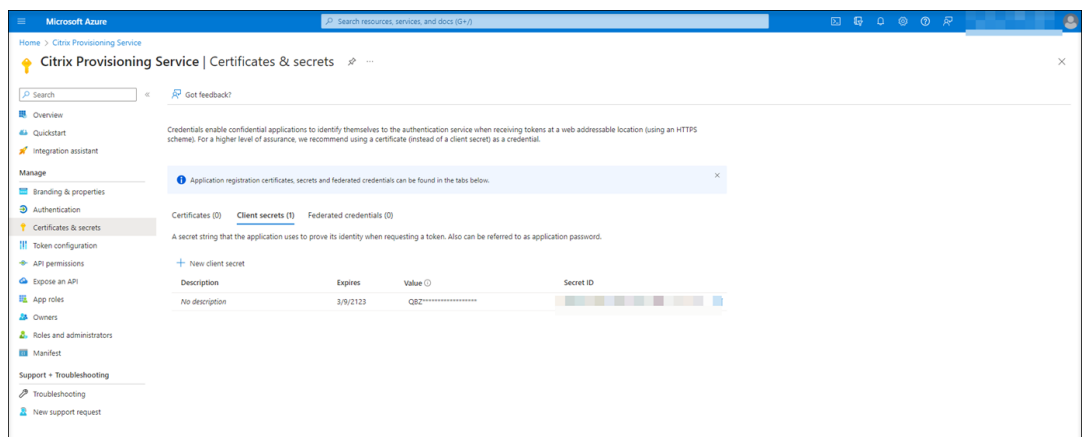 Microsoft Azure
Search resources, services, and docs (G+/)
Home > Citrix Provisioning Service
Citrix Provisioning Service | Certificates & secrets
Search
Got feedback?
Overview
Quickstart
Integration assistant
Manage
Branding & properties
Authentication
Certificates & secrets
Token configuration
API permissions
Expose an API
App roles
Owners
Roles and administrators
Manifest
Support + Troubleshooting
Troubleshooting
New support request
Credentials enable confidential applications to identify themselves to the authentication service when receiving tokens at a web addressable location (using an HTTPS
scheme). For a higher level of assurance, we recommend using a certificate (instead of a client secret) as a credential.
Application registration certificates, secrets and federated credentials can be found in the tabs below.
Certificates (0) Client secrets (1) Federated credentials (0)
A secret string that the application uses to prove its identity when requesting a token. Also can be referred to as application password.
New client secret
Description Expires Value Secret ID
No description 3/9/2123 QBZ******************